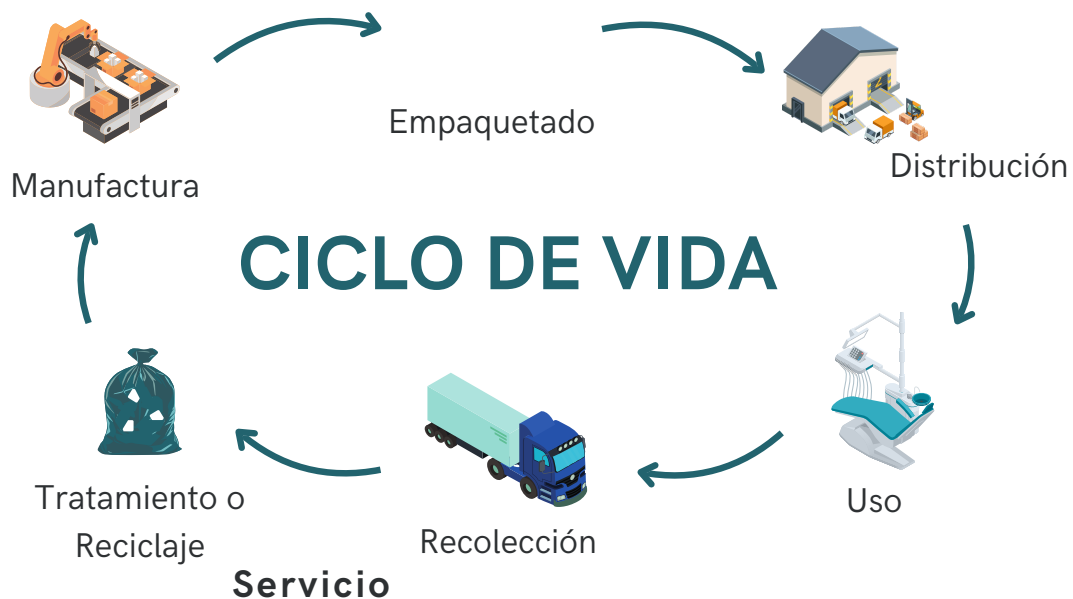 Empaquetado
Distribución
Manufactura
CICLO DE VIDA
Uso
Tratamiento o
Reciclaje
Recolección
Servicio